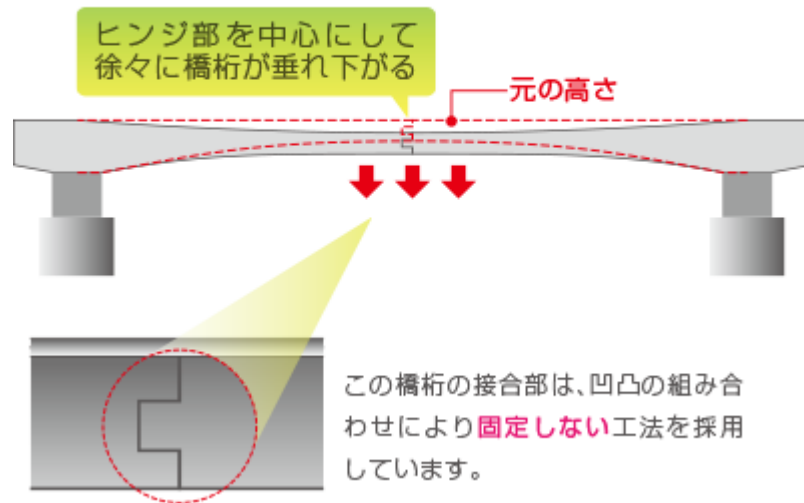 ヒンジ部を中心にして
徐々に橋桁が垂れ下がる
元の高さ
この橋桁の接合部は、凹凸の組み合
わせにより固定しない工法を採用
しています。